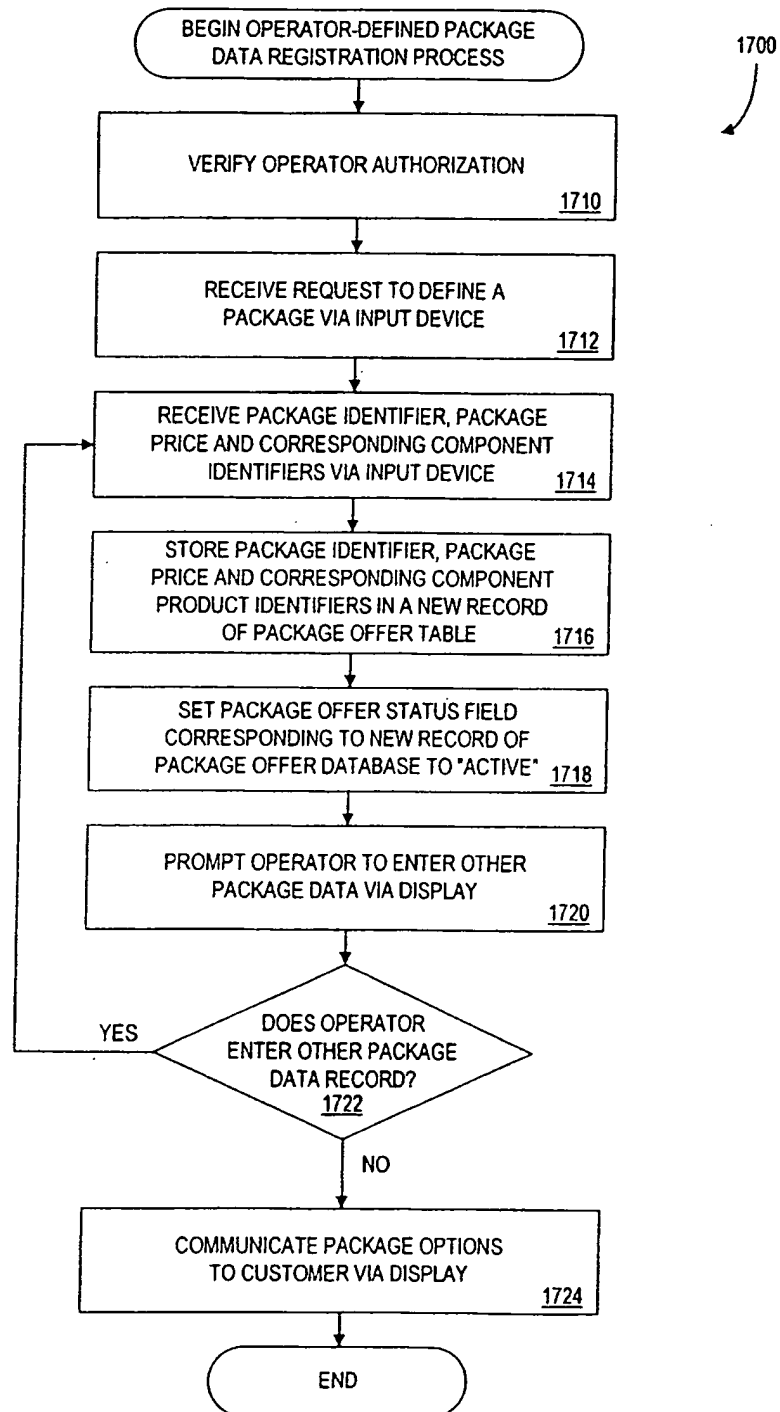 BEGIN OPERATOR-DEFINED PACKAGE
DATA REGISTRATION PROCESS
1700
VERIFY OPERATOR AUTHORIZATION
1710
RECEIVE REQUEST TO DEFINE A
PACKAGE VIA INPUT DEVICE
1712
RECEIVE PACKAGE IDENTIFIER, PACKAGE
PRICE AND CORRESPONDING COMPONENT
IDENTIFIERS VIA INPUT DEVICE
1714
STORE PACKAGE IDENTIFIER, PACKAGE
PRICE AND CORRESPONDING COMPONENT
PRODUCT IDENTIFIERS IN A NEW RECORD
OF PACKAGE OFFER TABLE
1716
SET PACKAGE OFFER STATUS FIELD
CORRESPONDING TO NEW RECORD OF
PACKAGE OFFER DATABASE TO "ACTIVE"
1718
PROMPT OPERATOR TO ENTER OTHER
PACKAGE DATA VIA DISPLAY
1720
YES
DOES OPERATOR
ENTER OTHER PACKAGE
DATA RECORD?
1722
NO
COMMUNICATE PACKAGE OPTIONS
TO CUSTOMER VIA DISPLAY
1724
END